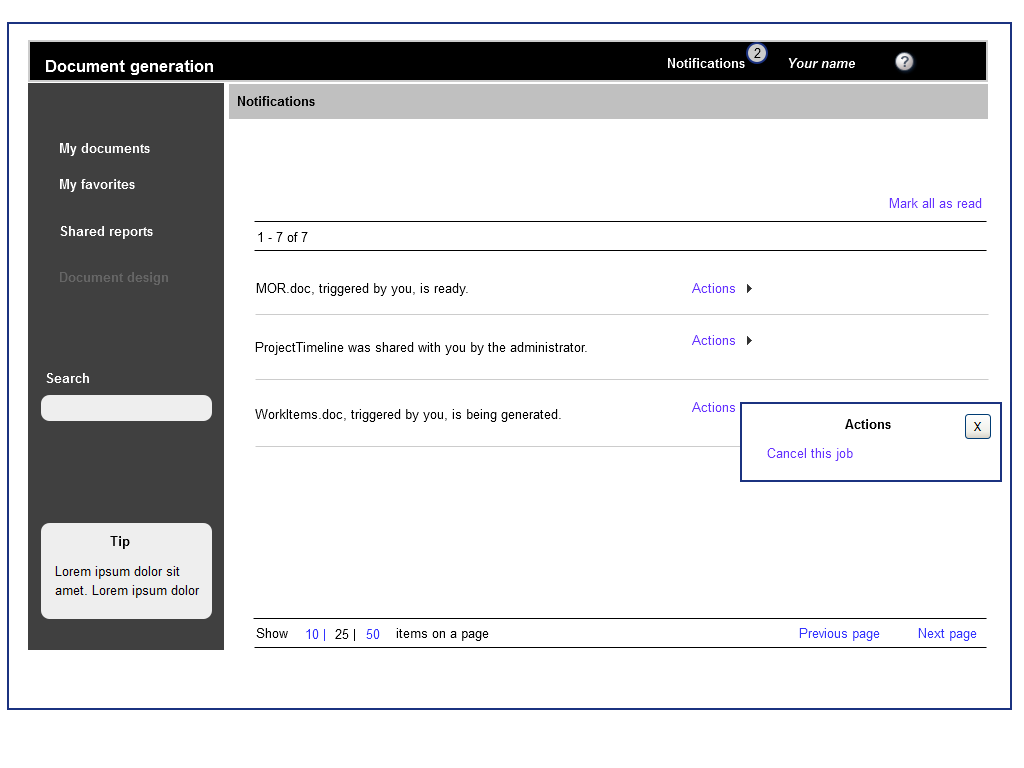 Document generation
Notifications 2 Your name ?
Notifications
My documents
My favorites
Shared reports
Document design
Search
Tip
Lorem ipsum dolor sit
amet. Lorem ipsum dolor
Mark all as read
1 - 7 of 7
MOR.doc, triggered by you, is ready. Actions
ProjectTimeline was shared with you by the administrator. Actions
WorkItems.doc, triggered by you, is being generated. Actions
Actions X
Cancel this job
Show 10 | 25 | 50 items on a page Previous page Next page